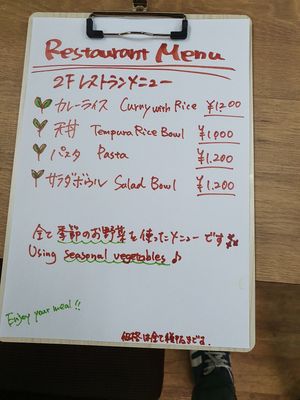 Restaurant Menu
2F レストランメニュー
カレーライス Curry with Rice ¥1,200
天丼 Tempura Rice Bowl ¥1,000
パスタ Pasta ¥1,200
サラダボウル Salad Bowl ¥1,200
全て季節のお野菜を使ったメニューです
Using seasonal vegetables ♪
Enjoy your meal!!
価格は全て税込みです。